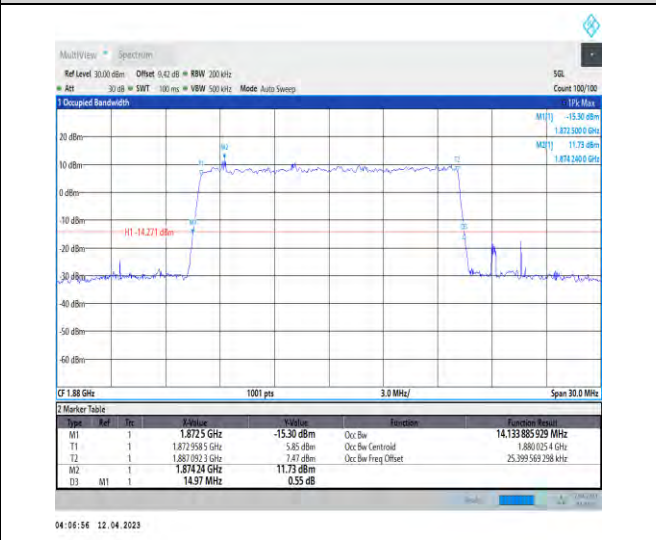 MultiView Spectrum
Ref Level 30.00 dBm Offset 9.42 dB RBW 200 kHz SGL
Att 30 dB SWT 100 ms VBW 500 kHz Mode Auto Sweep Count 100/100
1 Occupied Bandwidth 1Pk Max
M1[1] -15.30 dBm
1.872 500 0 GHz
M2[1] 11.73 dBm
1.874 240 0 GHz
20 dBm
M2
T1 T2
10 dBm
0 dBm
-10 dBm
M1
H1 -14.271 dBm
-20 dBm
-30 dBm
-40 dBm
-50 dBm
-60 dBm
CF 1.88 GHz 1001 pts 3.0 MHz/ Span 30.0 MHz
2 Marker Table
Type Ref Trc X-Value Y-Value Function Function Result
M1 1 1.872 5 GHz -15.30 dBm Occ Bw 14.133 885 929 MHz
T1 1 1.872 958 5 GHz 5.85 dBm Occ Bw Centroid 1.880 025 4 GHz
T2 1 1.887 092 3 GHz 7.47 dBm Occ Bw Freq Offset 25.399 569 298 kHz
M2 1 1.874 24 GHz 11.73 dBm
D3 M1 1 14.97 MHz 0.55 dB
04:06:56 12.04.2023